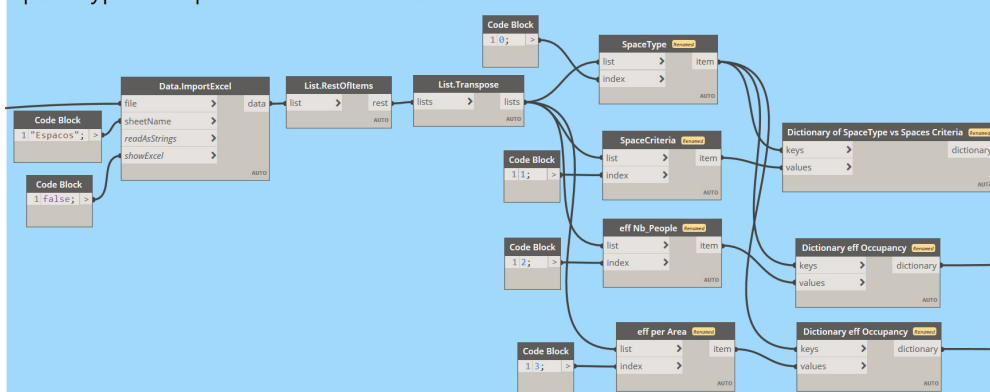 Code Block
1 0; >
SpaceType Renamed
list > item
index >
AUTO
Data.ImportExcel
file > data
sheetName >
readAsStrings >
showExcel >
AUTO
List.RestOfItems
list > rest
AUTO
List.Transpose
lists > lists
AUTO
Code Block
1 "Espacos"; >
Code Block
1 false; >
Code Block
1 1; >
SpaceCriteria Renamed
list > item
index >
AUTO
Dictionary of SpaceType vs Spaces Criteria Renamed
keys > dictionary
values >
AUTO
Code Block
1 2; >
eff Nb_People Renamed
list > item
index >
AUTO
Dictionary eff Occupancy Renamed
keys > dictionary
values >
AUTO
Code Block
1 3; >
eff per Area Renamed
list > item
index >
AUTO
Dictionary eff Occupancy Renamed
keys > dictionary
values >
AUTO